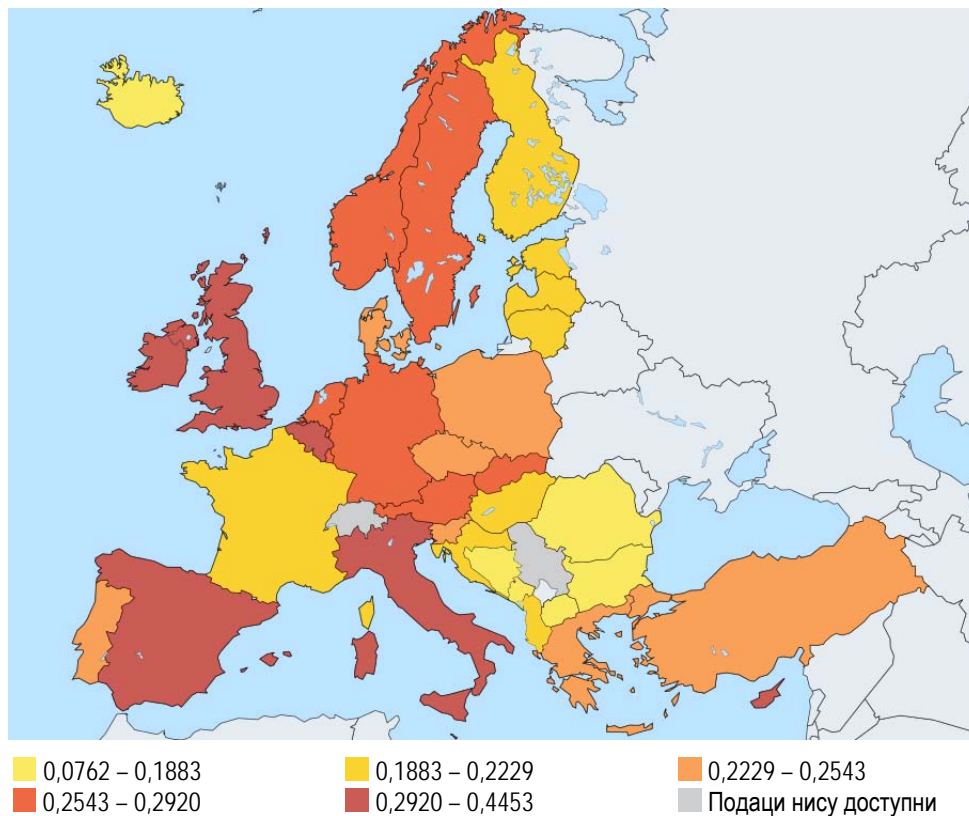 0,0762 – 0,1883 0,1883 – 0,2229 0,2229 – 0,2543
0,2543 – 0,2920 0,2920 – 0,4453 Подаци нису доступни